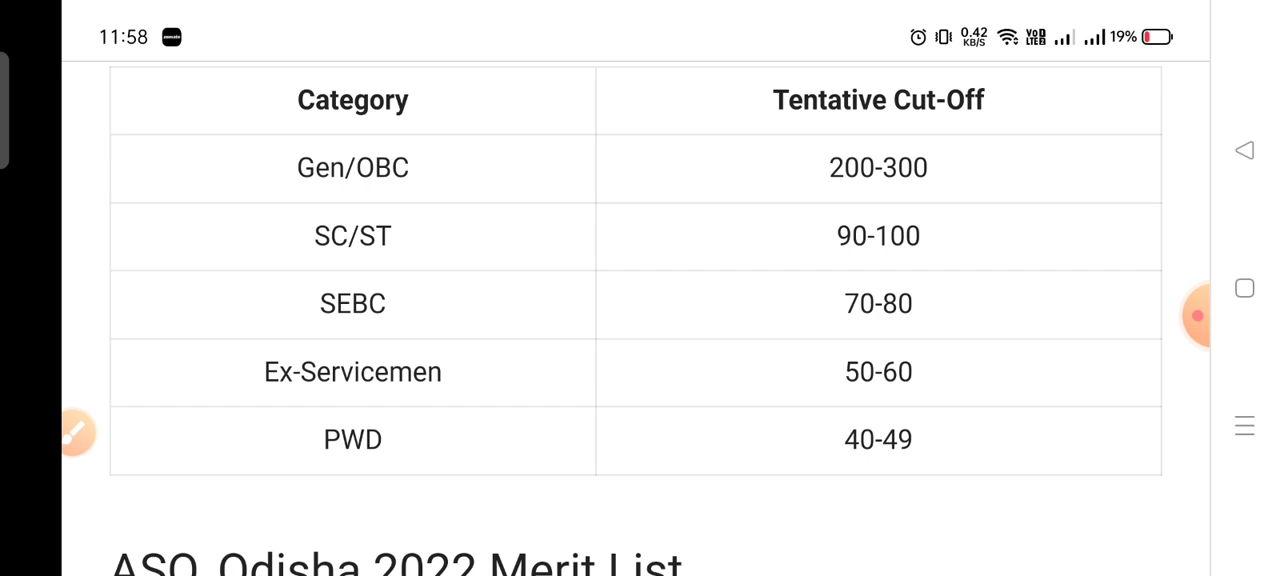 11:58
0.42
KB/S
19%
Category Tentative Cut-Off
Gen/OBC 200-300
SC/ST 90-100
SEBC 70-80
Ex-Servicemen 50-60
PWD 40-49
ASO, Odisha 2022 Merit List